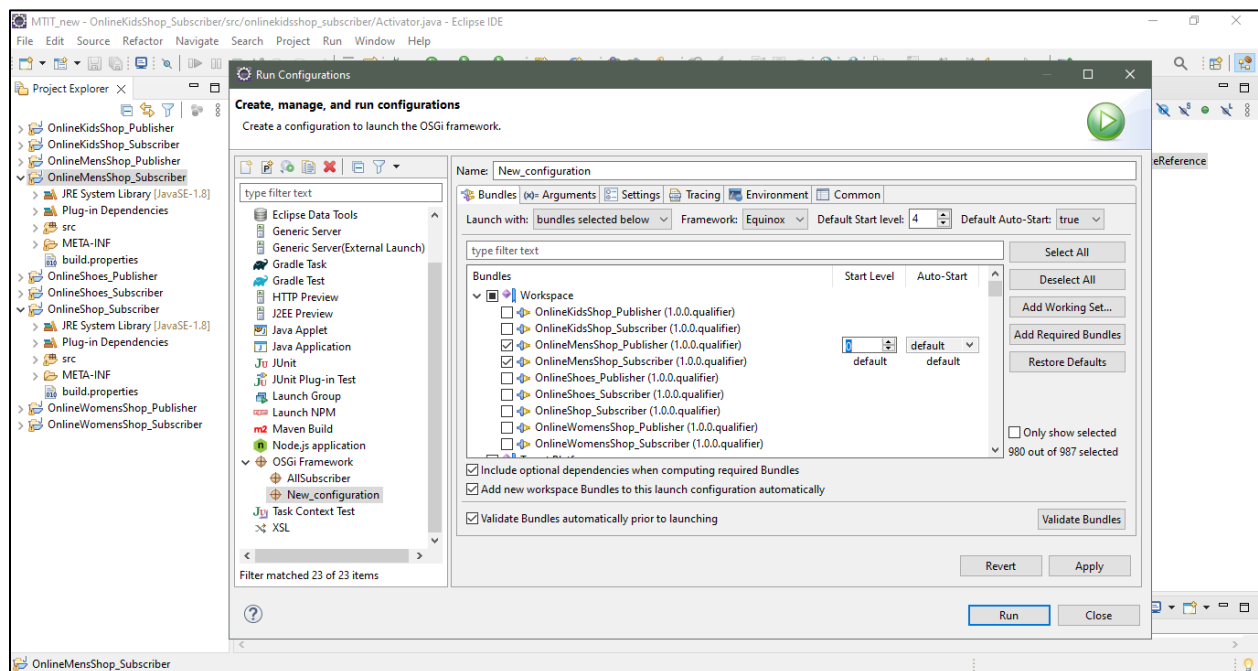 MTIT_new - OnlineKidsShop_Subscriber/src/onlinekidsshop_subscriber/Activator.java - Eclipse IDE
File Edit Source Refactor Navigate Search Project Run Window Help
Project Explorer
OnlineKidsShop_Publisher
OnlineKidsShop_Subscriber
OnlineMensShop_Publisher
OnlineMensShop_Subscriber
JRE System Library [JavaSE-1.8]
Plug-in Dependencies
src
META-INF
build.properties
OnlineShoes_Publisher
OnlineShoes_Subscriber
OnlineShop_Subscriber
JRE System Library [JavaSE-1.8]
Plug-in Dependencies
src
META-INF
build.properties
OnlineWomensShop_Publisher
OnlineWomensShop_Subscriber
Run Configurations
Create, manage, and run configurations
Create a configuration to launch the OSGi framework.
type filter text
Eclipse Data Tools
Generic Server
Generic Server(External Launch)
Gradle Task
Gradle Test
HTTP Preview
J2EE Preview
Java Applet
Java Application
JUnit
JUnit Plug-in Test
Launch Group
Launch NPM
Maven Build
Node.js application
OSGi Framework
AllSubscriber
New_configuration
Task Context Test
XSL
Filter matched 23 of 23 items
Name: New_configuration
Bundles Arguments Settings Tracing Environment Common
Launch with: bundles selected below Framework: Equinox Default Start level: 4 Default Auto-Start: true
type filter text
Bundles Start Level Auto-Start
Workspace
OnlineKidsShop_Publisher (1.0.0.qualifier)
OnlineKidsShop_Subscriber (1.0.0.qualifier)
OnlineMensShop_Publisher (1.0.0.qualifier) 0 default
OnlineMensShop_Subscriber (1.0.0.qualifier) default default
OnlineShoes_Publisher (1.0.0.qualifier)
OnlineShoes_Subscriber (1.0.0.qualifier)
OnlineShop_Subscriber (1.0.0.qualifier)
OnlineWomensShop_Publisher (1.0.0.qualifier)
OnlineWomensShop_Subscriber (1.0.0.qualifier)
Select All
Deselect All
Add Working Set...
Add Required Bundles
Restore Defaults
Only show selected
980 out of 987 selected
Include optional dependencies when computing required Bundles
Add new workspace Bundles to this launch configuration automatically
Validate Bundles automatically prior to launching
Validate Bundles
Revert Apply
Run Close
eReference
OnlineMensShop_Subscriber